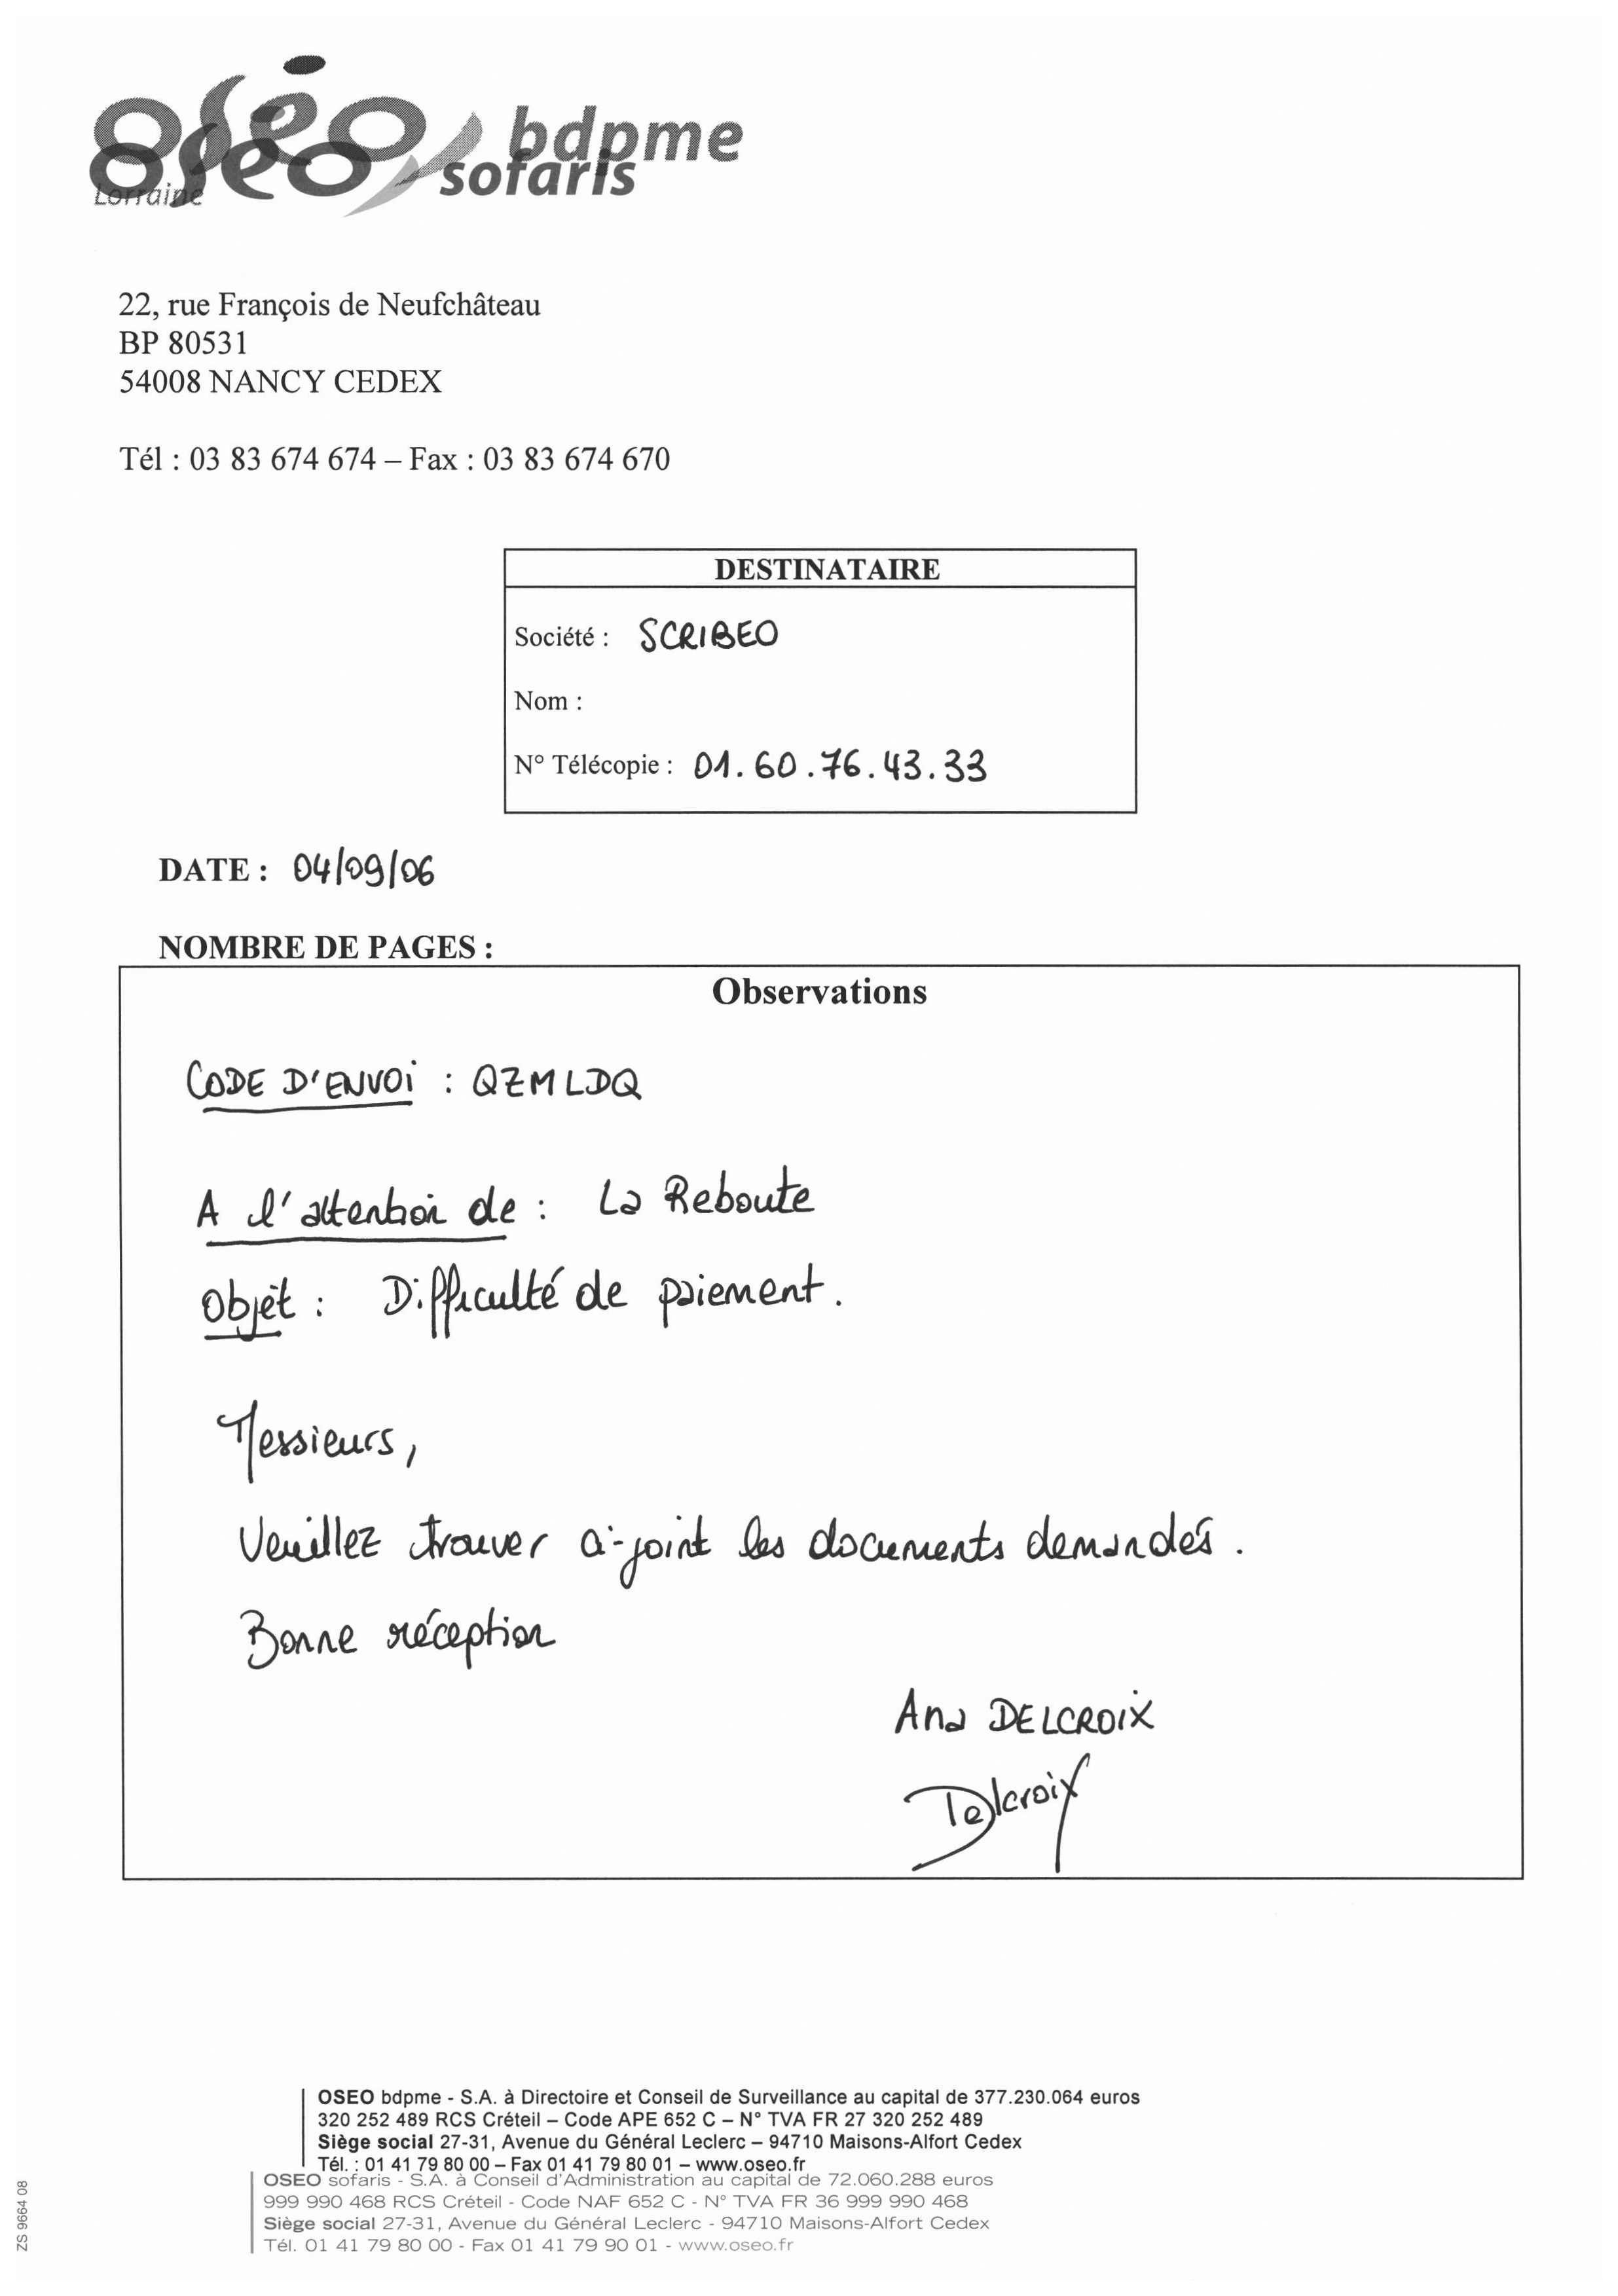 oséo bdpme
oséo sofaris
Lorraine
22, rue François de Neufchâteau
BP 80531
54008 NANCY CEDEX
Tél : 03 83 674 674 – Fax : 03 83 674 670
DESTINATAIRE
Société : SCRIBEO
Nom :
N° Télécopie : 01.60.76.43.33
DATE : 04/09/06
NOMBRE DE PAGES :
Observations
CODE D'ENVOI : QZMLDQ
A l'attention de : La Reboute
Objet : Difficulté de paiement.
Messieurs,
Veuillez trouver ci-joint les documents demandés.
Bonne réception
Ana DELCROIX
Delcroix
OSEO bdpme - S.A. à Directoire et Conseil de Surveillance au capital de 377.230.064 euros
320 252 489 RCS Créteil – Code APE 652 C – N° TVA FR 27 320 252 489
Siège social 27-31, Avenue du Général Leclerc – 94710 Maisons-Alfort Cedex
Tél. : 01 41 79 80 00 – Fax 01 41 79 80 01 – www.oseo.fr
OSEO sofaris - S.A. à Conseil d'Administration au capital de 72.060.288 euros
999 990 468 RCS Créteil - Code NAF 652 C - N° TVA FR 36 999 990 468
Siège social 27-31, Avenue du Général Leclerc - 94710 Maisons-Alfort Cedex
Tél. 01 41 79 80 00 - Fax 01 41 79 90 01 - www.oseo.fr
ZS 9664 08